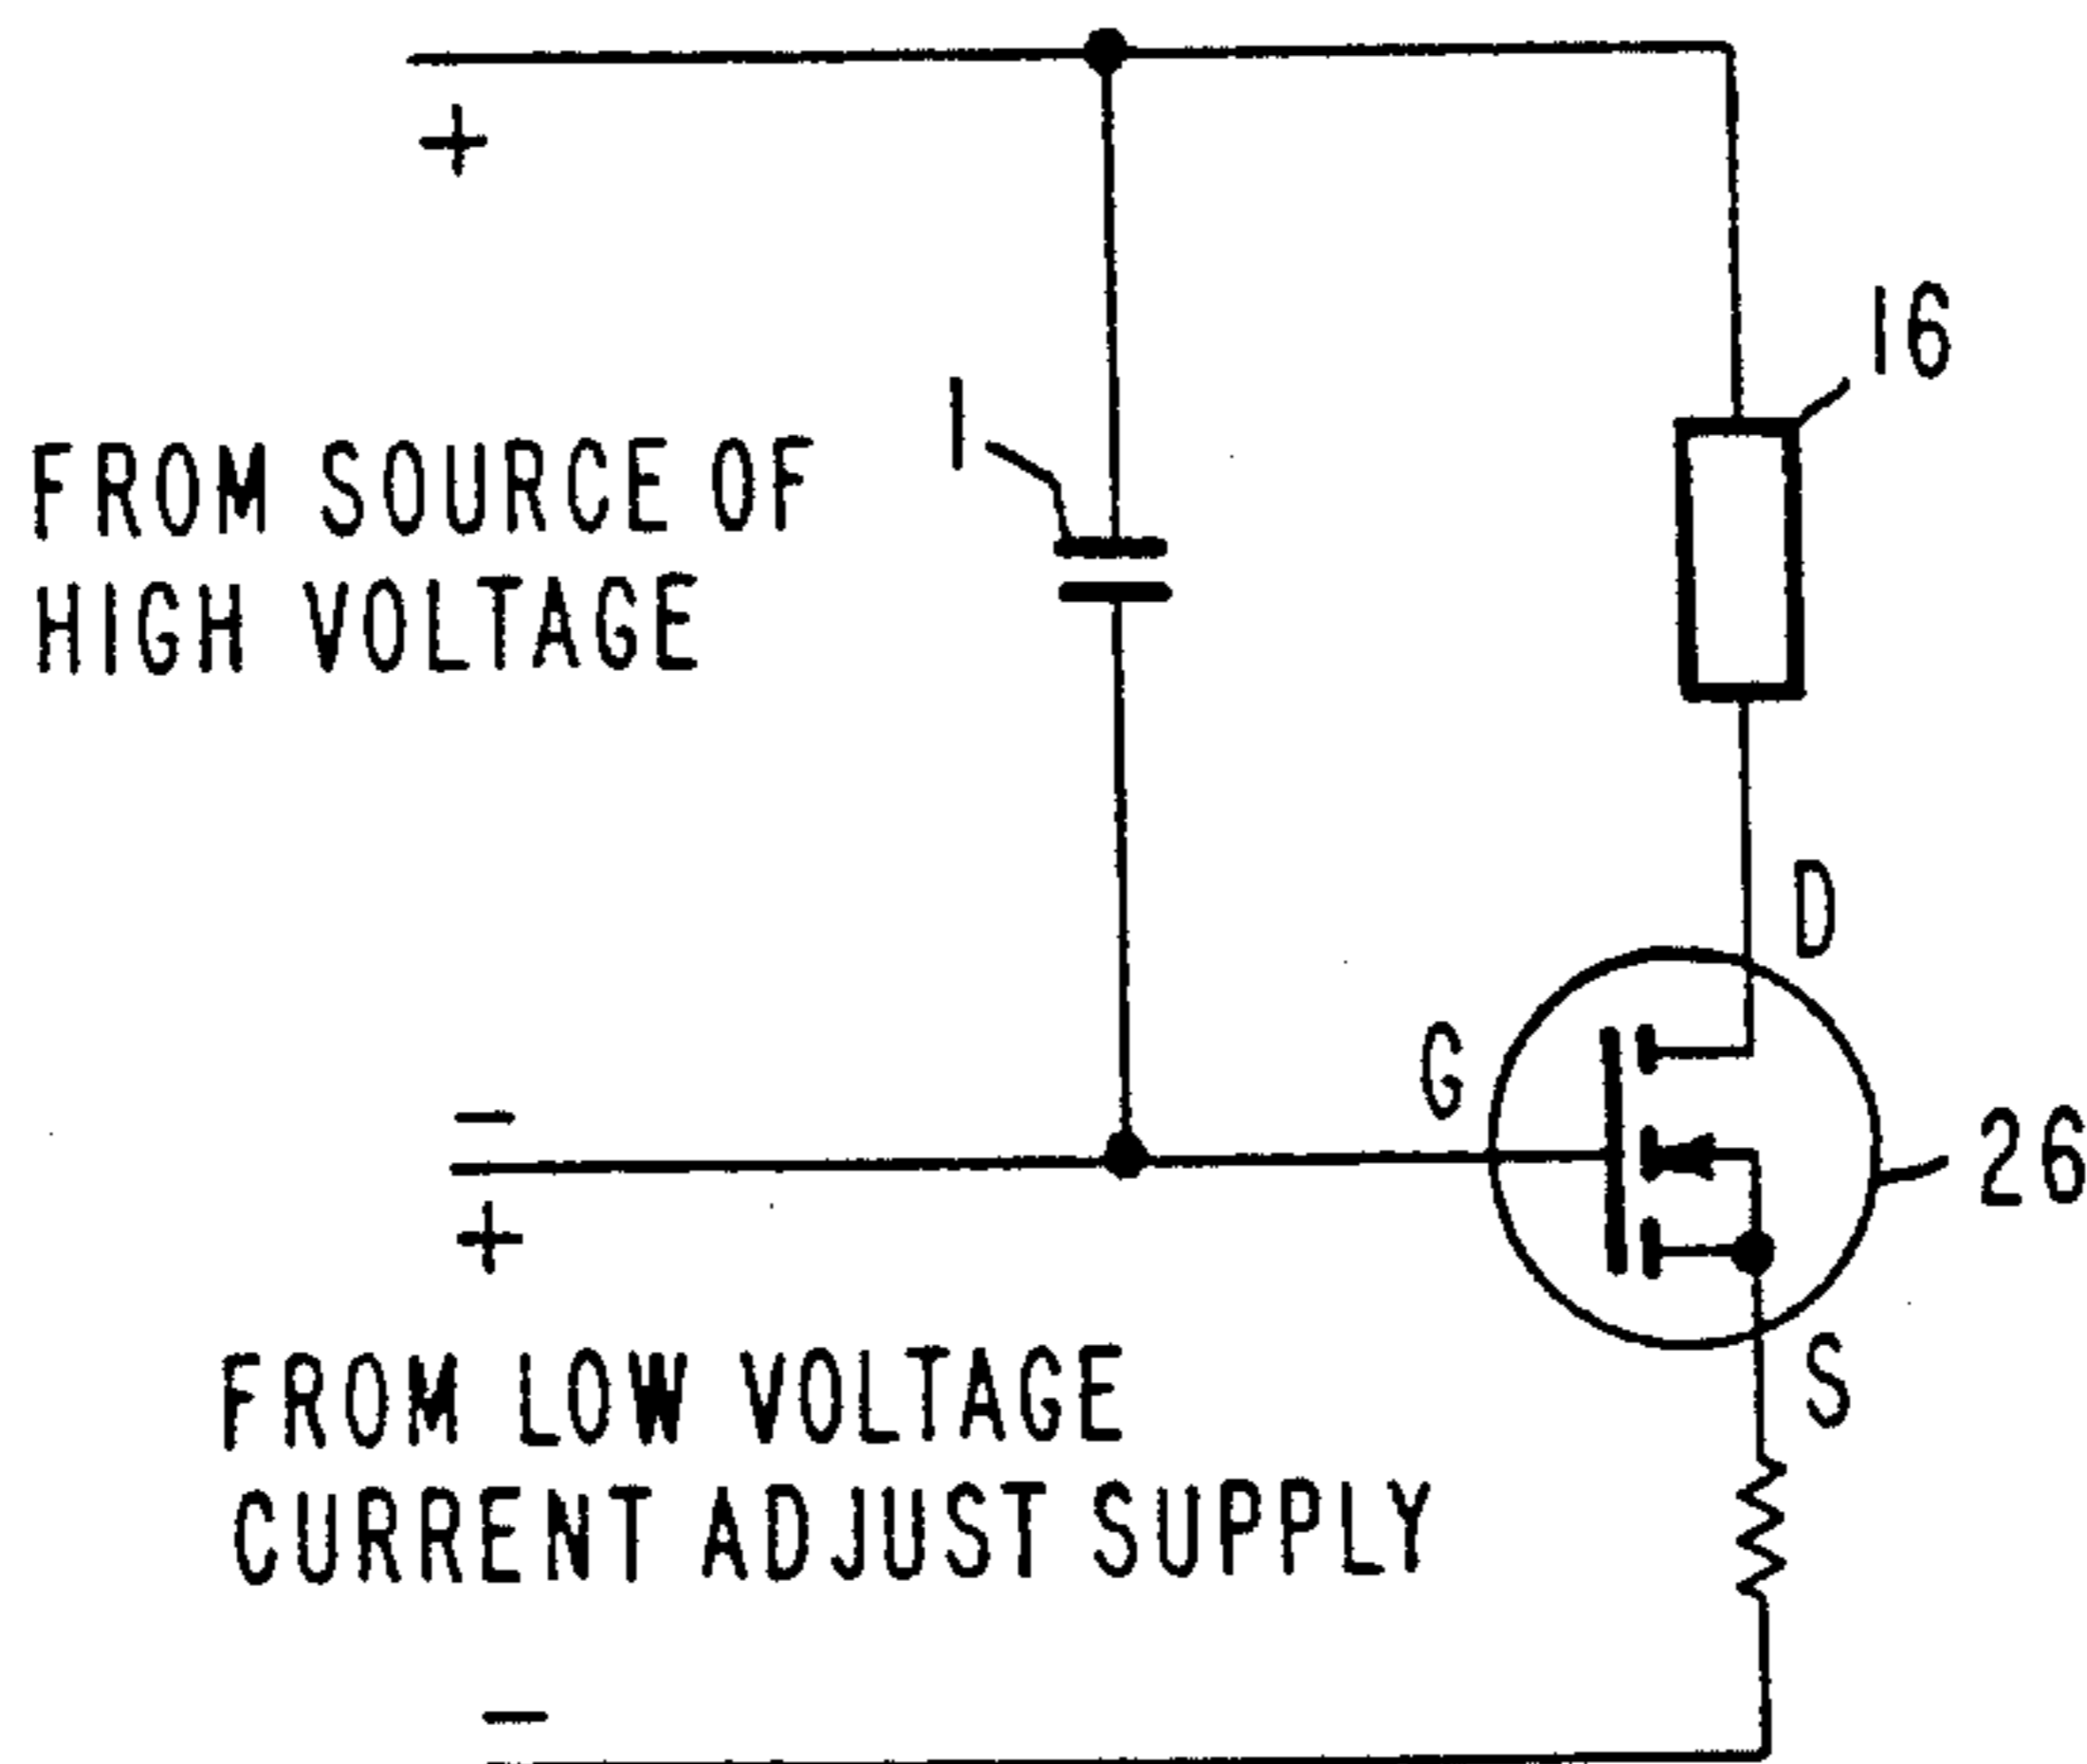 +
16
1
FROM SOURCE OF
HIGH VOLTAGE
D
G
−
26
+
S
FROM LOW VOLTAGE
CURRENT ADJUST SUPPLY
−